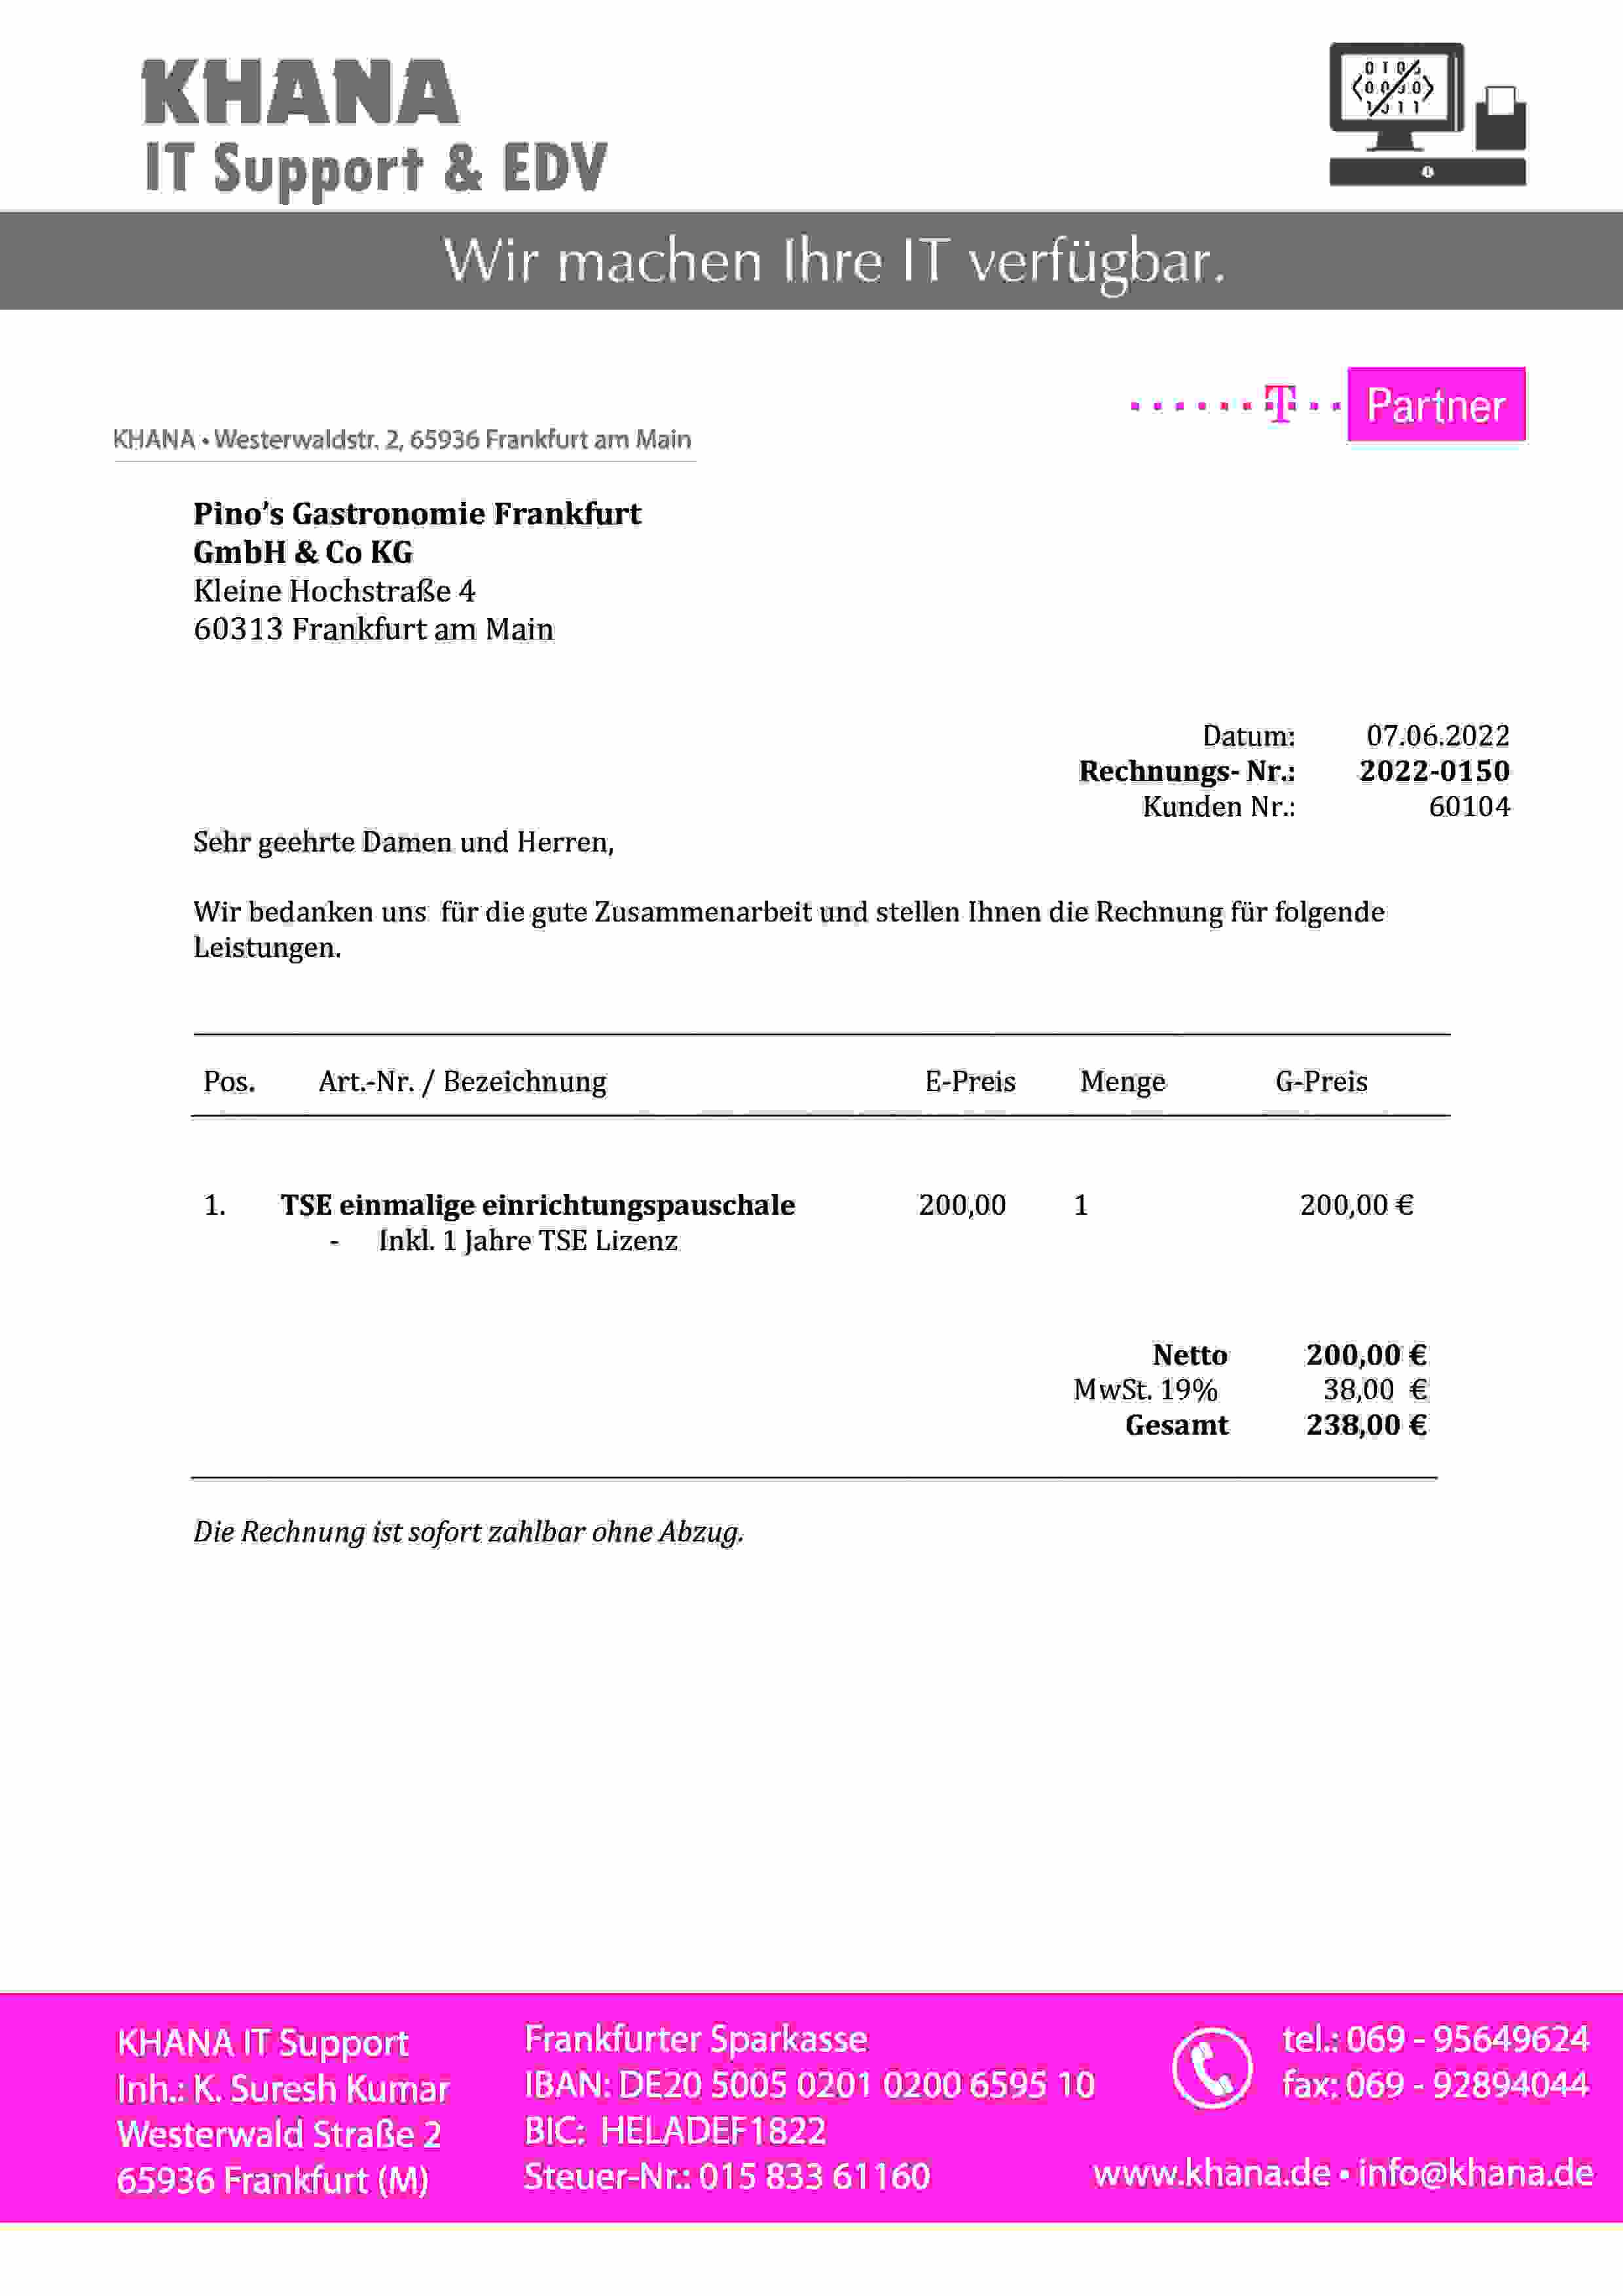 KHANA
IT Support & EDV
Wir machen Ihre IT verfügbar.
T Partner
KHANA • Westerwaldstr. 2, 65936 Frankfurt am Main
Pino’s Gastronomie Frankfurt
GmbH & Co KG
Kleine Hochstraße 4
60313 Frankfurt am Main
Datum: 07.06.2022
Rechnungs- Nr.: 2022-0150
Kunden Nr.: 60104
Sehr geehrte Damen und Herren,
Wir bedanken uns für die gute Zusammenarbeit und stellen Ihnen die Rechnung für folgende
Leistungen.
Pos. Art.-Nr. / Bezeichnung E-Preis Menge G-Preis
1. TSE einmalige einrichtungspauschale 200,00 1 200,00 €
- Inkl. 1 Jahre TSE Lizenz
Netto 200,00 €
MwSt. 19% 38,00 €
Gesamt 238,00 €
Die Rechnung ist sofort zahlbar ohne Abzug.
KHANA IT Support
Inh.: K. Suresh Kumar
Westerwald Straße 2
65936 Frankfurt (M)
Frankfurter Sparkasse
IBAN: DE20 5005 0201 0200 6595 10
BIC: HELADEF1822
Steuer-Nr.: 015 833 61160
tel.: 069 - 95649624
fax: 069 - 92894044
www.khana.de • info@khana.de